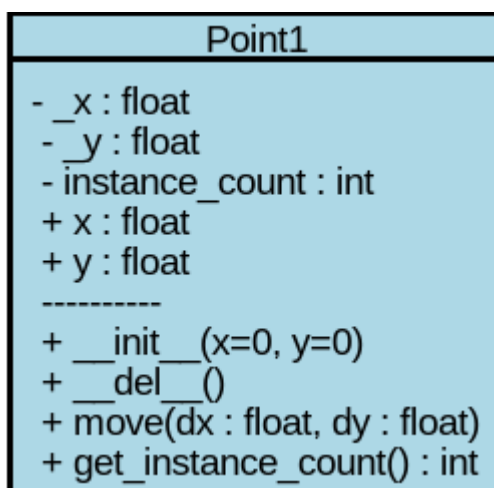 Point1
- _x : float
- _y : float
- instance_count : int
+ x : float
+ y : float
----------
+ __init__(x=0, y=0)
+ __del__()
+ move(dx : float, dy : float)
+ get_instance_count() : int